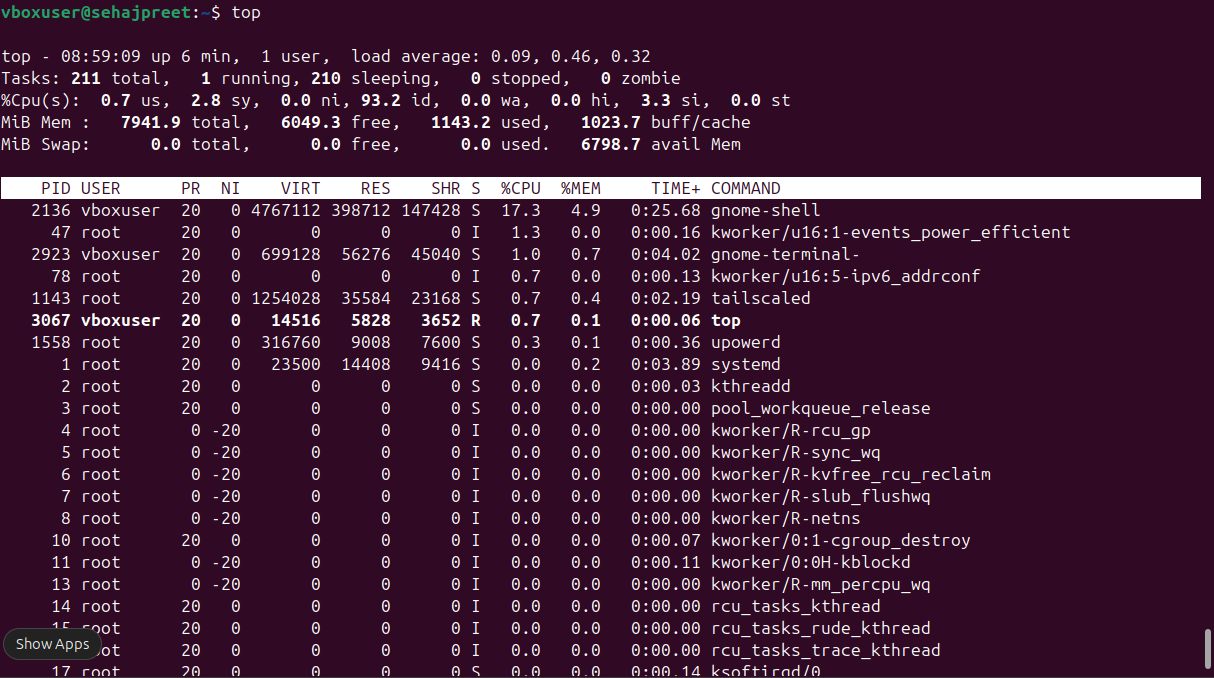 vboxuser@sehajpreet:~$ top
top - 08:59:09 up 6 min,  1 user,  load average: 0.09, 0.46, 0.32
Tasks: 211 total,   1 running, 210 sleeping,   0 stopped,   0 zombie
%Cpu(s):  0.7 us,  2.8 sy,  0.0 ni, 93.2 id,  0.0 wa,  0.0 hi,  3.3 si,  0.0 st
MiB Mem :   7941.9 total,   6049.3 free,   1143.2 used,   1023.7 buff/cache
MiB Swap:      0.0 total,      0.0 free,      0.0 used.   6798.7 avail Mem
    PID USER      PR  NI    VIRT    RES    SHR S  %CPU  %MEM     TIME+ COMMAND
   2136 vboxuser  20   0 4767112 398712 147428 S  17.3   4.9   0:25.68 gnome-shell
     47 root      20   0       0      0      0 I   1.3   0.0   0:00.16 kworker/u16:1-events_power_efficient
   2923 vboxuser  20   0  699128  56276  45040 S   1.0   0.7   0:04.02 gnome-terminal-
     78 root      20   0       0      0      0 I   0.7   0.0   0:00.13 kworker/u16:5-ipv6_addrconf
   1143 root      20   0 1254028  35584  23168 S   0.7   0.4   0:02.19 tailscaled
   3067 vboxuser  20   0   14516   5828   3652 R   0.7   0.1   0:00.06 top
   1558 root      20   0  316760   9008   7600 S   0.3   0.1   0:00.36 upowerd
      1 root      20   0   23500  14408   9416 S   0.0   0.2   0:03.89 systemd
      2 root      20   0       0      0      0 S   0.0   0.0   0:00.03 kthreadd
      3 root      20   0       0      0      0 S   0.0   0.0   0:00.00 pool_workqueue_release
      4 root       0 -20       0      0      0 I   0.0   0.0   0:00.00 kworker/R-rcu_gp
      5 root       0 -20       0      0      0 I   0.0   0.0   0:00.00 kworker/R-sync_wq
      6 root       0 -20       0      0      0 I   0.0   0.0   0:00.00 kworker/R-kvfree_rcu_reclaim
      7 root       0 -20       0      0      0 I   0.0   0.0   0:00.00 kworker/R-slub_flushwq
      8 root       0 -20       0      0      0 I   0.0   0.0   0:00.00 kworker/R-netns
     10 root      20   0       0      0      0 I   0.0   0.0   0:00.07 kworker/0:1-cgroup_destroy
     11 root       0 -20       0      0      0 I   0.0   0.0   0:00.11 kworker/0:0H-kblockd
     13 root       0 -20       0      0      0 I   0.0   0.0   0:00.00 kworker/R-mm_percpu_wq
     14 root      20   0       0      0      0 I   0.0   0.0   0:00.00 rcu_tasks_kthread
     15 root      20   0       0      0      0 I   0.0   0.0   0:00.00 rcu_tasks_rude_kthread
Show Apps
20   0       0      0      0 I   0.0   0.0   0:00.00 rcu_tasks_trace_kthread
     17 root      20   0       0      0      0 S   0.0   0.0   0:00.14 ksoftirqd/0